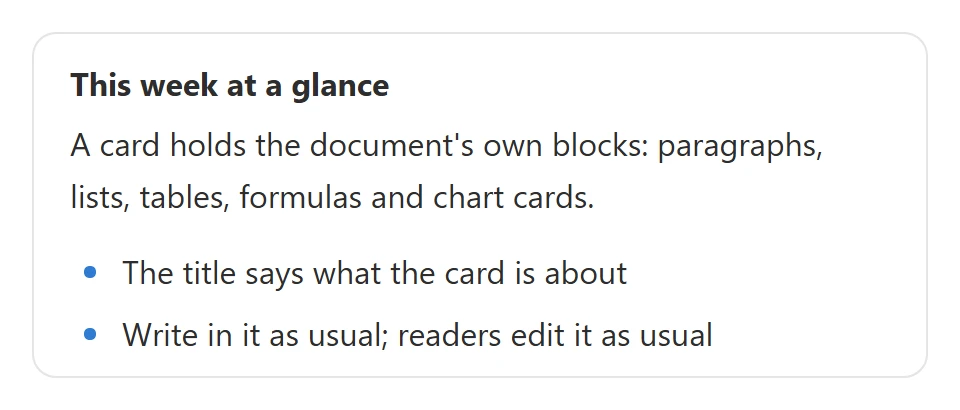 This week at a glance
A card holds the document's own blocks: paragraphs,
lists, tables, formulas and chart cards.
The title says what the card is about
Write in it as usual; readers edit it as usual